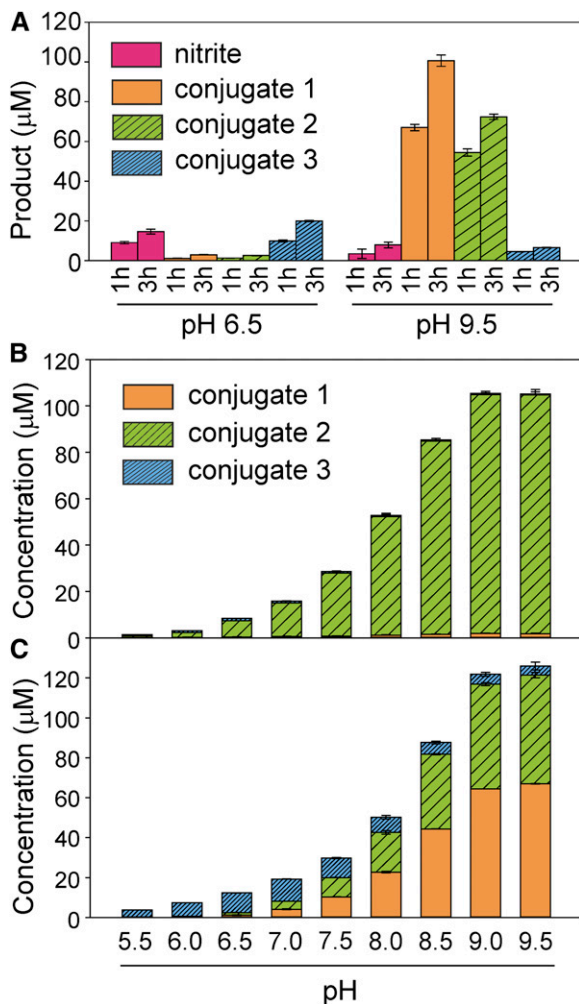 A
120
100
80
60
40
20
0
Product (μM)
nitrite
conjugate 1
conjugate 2
conjugate 3
1h 3h 1h 3h 1h 3h 1h 3h 1h 3h 1h 3h 1h 3h 1h 3h
pH 6.5 pH 9.5
B
120
100
80
60
40
20
0
Concentration (μM)
conjugate 1
conjugate 2
conjugate 3
C
120
100
80
60
40
20
0
Concentration (μM)
5.5 6.0 6.5 7.0 7.5 8.0 8.5 9.0 9.5
pH